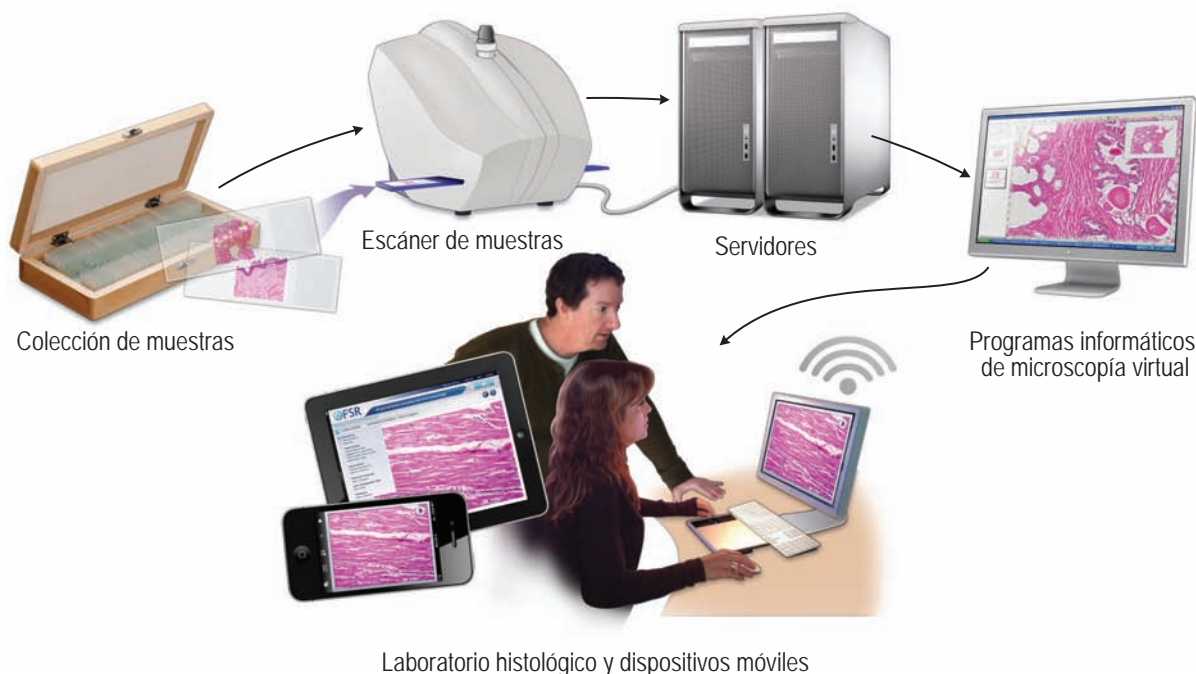 Escáner de muestras
Servidores
Colección de muestras
Programas informáticos
de microscopía virtual
FSR
Laboratorio histológico y dispositivos móviles